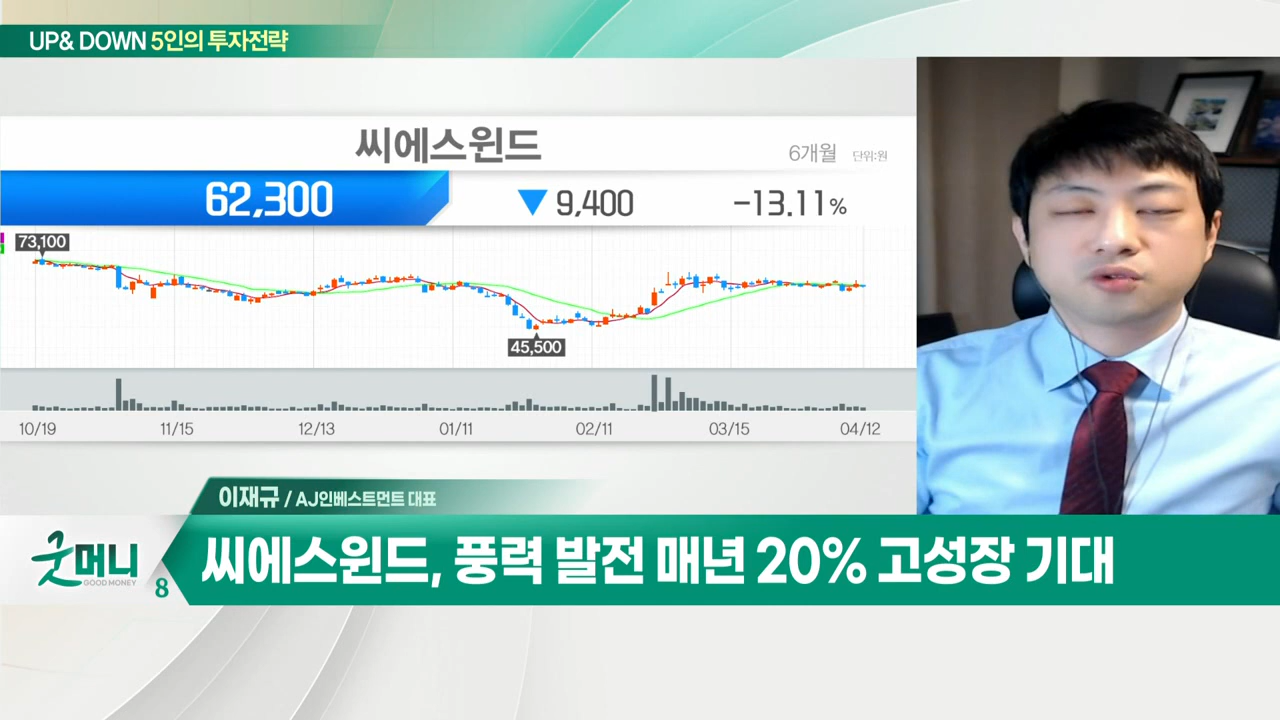 UP& DOWN 5인의 투자전략
씨에스윈드
6개월 단위:원
62,300 ▼ 9,400 -13.11%
73,100
45,500
10/19 11/15 12/13 01/11 02/11 03/15 04/12
이재규 / AJ인베스트먼트 대표
굿머니
GOOD MONEY
8
씨에스윈드, 풍력 발전 매년 20% 고성장 기대